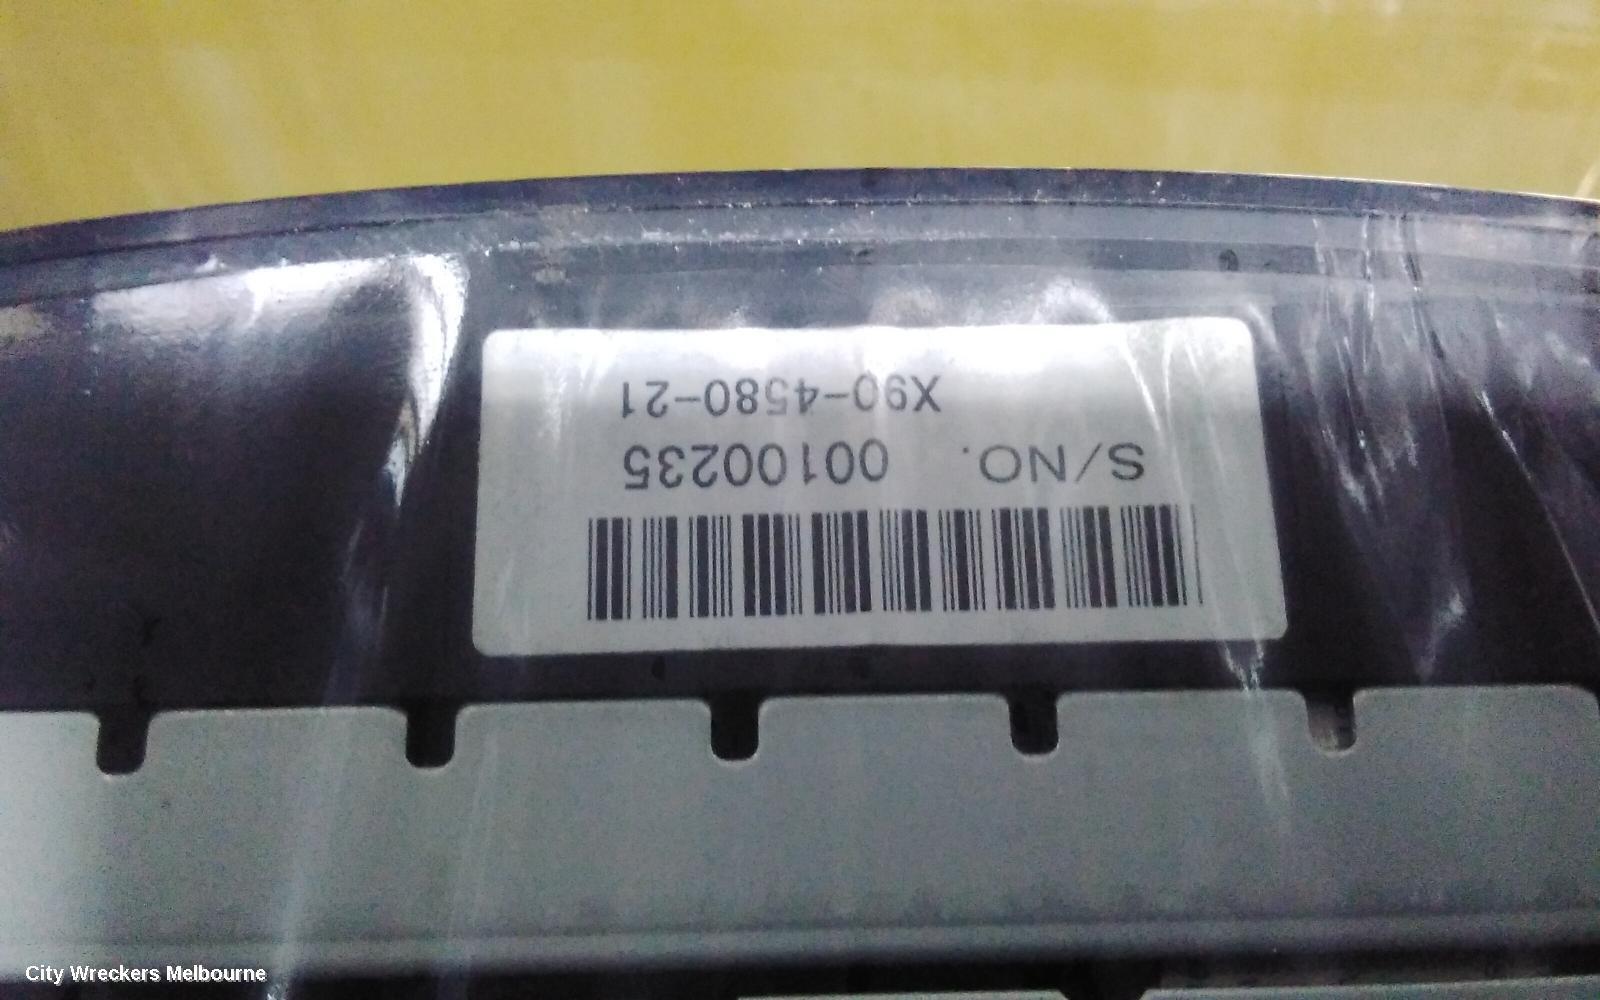 S/NO. 00100235
X90-4580-21
City Wreckers Melbourne